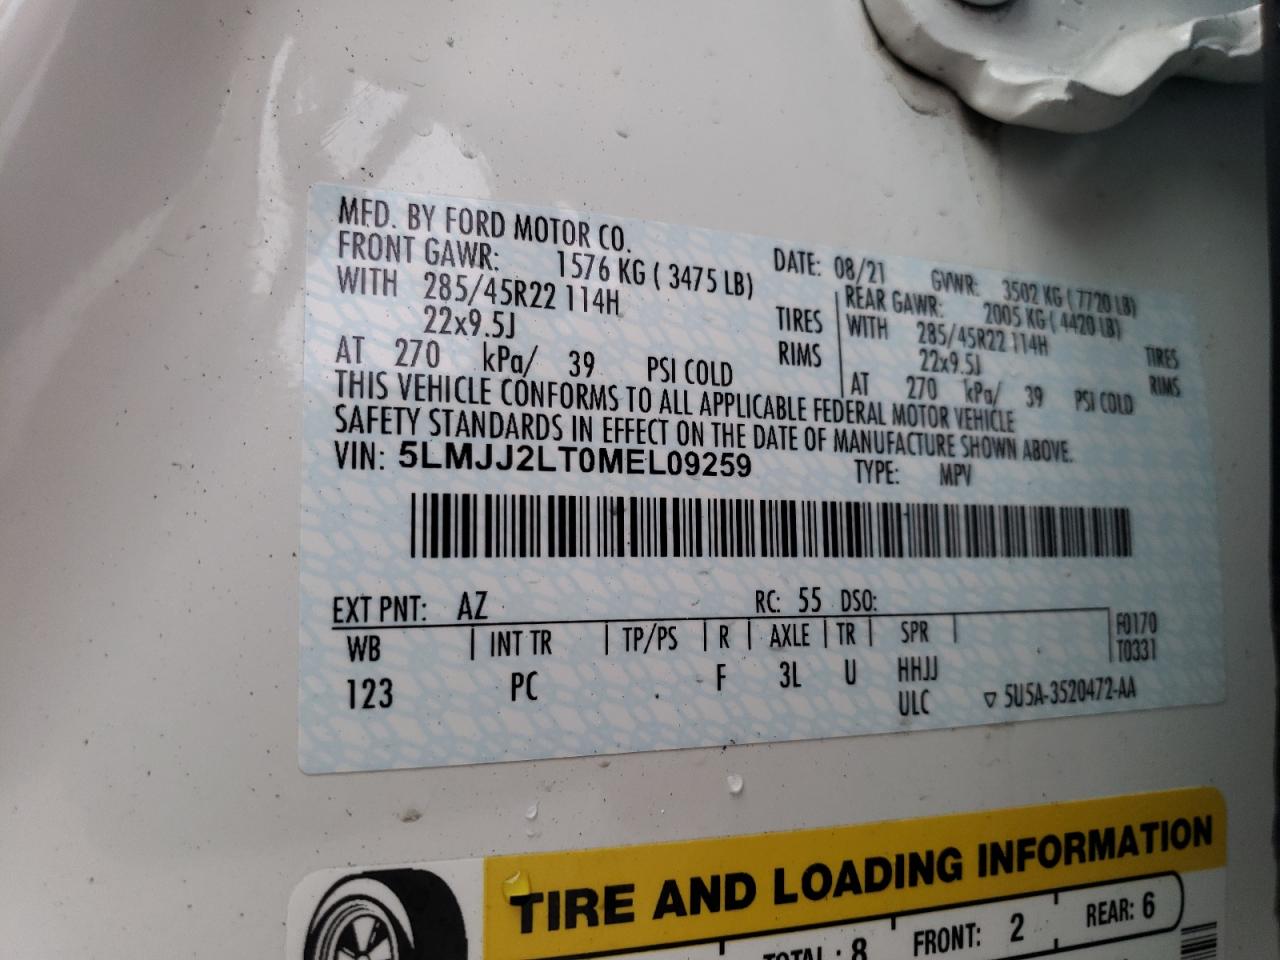 MFD. BY FORD MOTOR CO.
DATE: 08/21 GVWR: 3502 KG ( 7720 LB)
FRONT GAWR: 1576 KG ( 3475 LB)
REAR GAWR: 2005 KG ( 4420 LB)
WITH 285/45R22 114H TIRES
WITH 285/45R22 114H TIRES
22x9.5J RIMS
22x9.5J RIMS
AT 270 kPa/ 39 PSI COLD
AT 270 kPa/ 39 PSI COLD
THIS VEHICLE CONFORMS TO ALL APPLICABLE FEDERAL MOTOR VEHICLE
SAFETY STANDARDS IN EFFECT ON THE DATE OF MANUFACTURE SHOWN ABOVE.
VIN: 5LMJJ2LT0MEL09259 TYPE: MPV
EXT PNT: AZ RC: 55 DSO:
WB INT TR TP/PS R AXLE TR SPR
F0170
T0331
123 PC . F 3L U HHJJ
ULC ▽ 5U5A-3520472-AA
TIRE AND LOADING INFORMATION
TOTAL : 8 FRONT: 2 REAR: 6